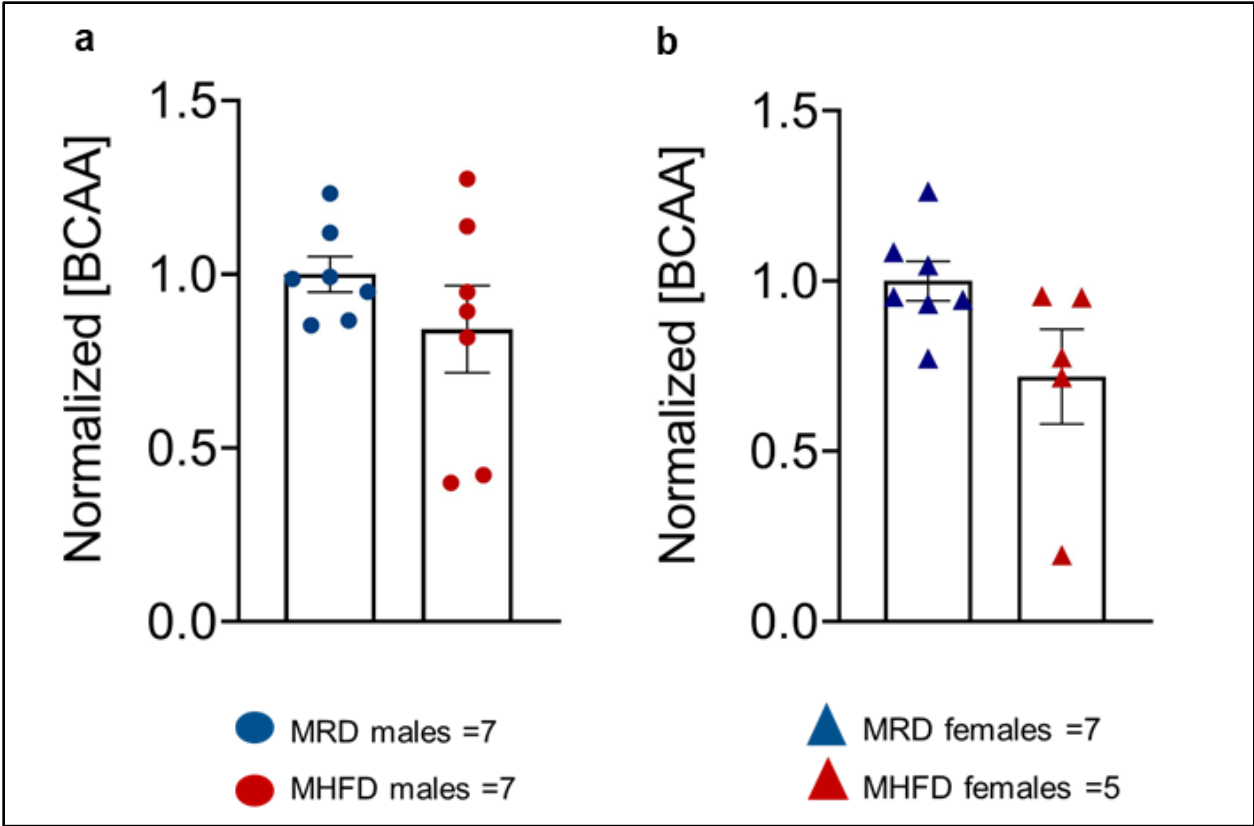 a
Normalized [BCAA]
1.5
1.0
0.5
0.0
MRD males =7
MHFD males =7
b
Normalized [BCAA]
1.5
1.0
0.5
0.0
MRD females =7
MHFD females =5